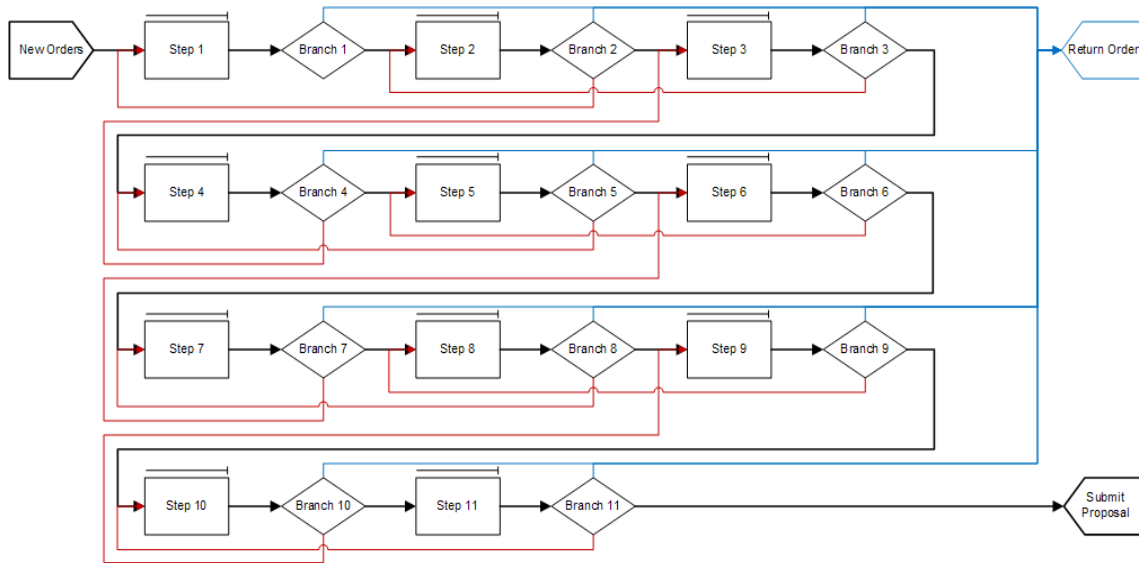 New Orders
Step 1
Branch 1
Step 2
Branch 2
Step 3
Branch 3
Return Order
Step 4
Branch 4
Step 5
Branch 5
Step 6
Branch 6
Step 7
Branch 7
Step 8
Branch 8
Step 9
Branch 9
Step 10
Branch 10
Step 11
Branch 11
Submit
Proposal